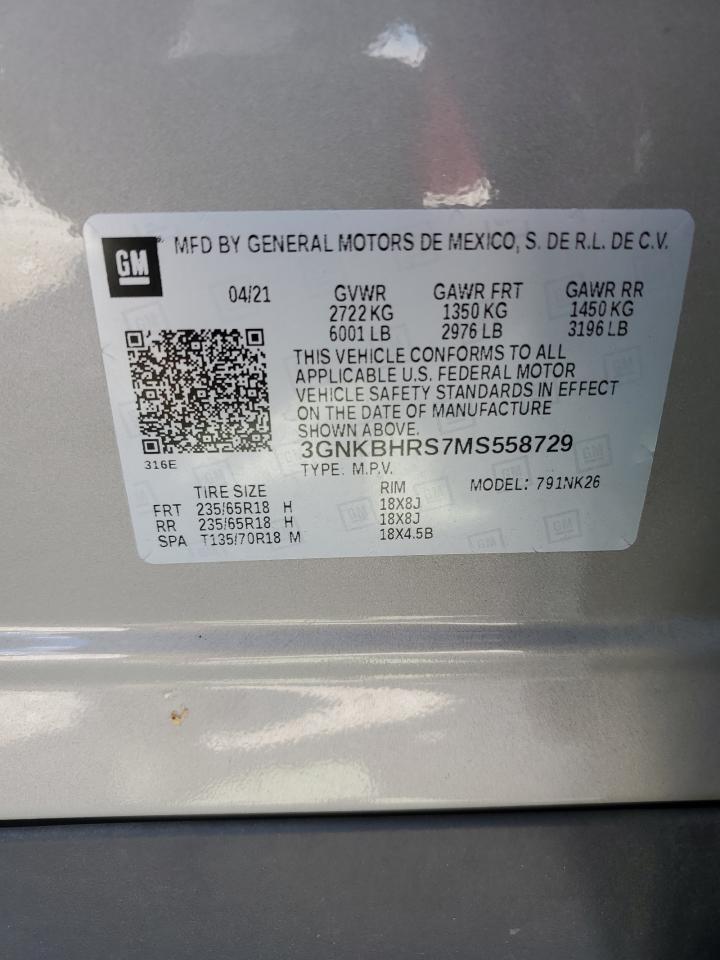 GM MFD BY GENERAL MOTORS DE MEXICO, S. DE R.L. DE C.V.
04/21 GVWR GAWR FRT GAWR RR
2722 KG 1350 KG 1450 KG
6001 LB 2976 LB 3196 LB
THIS VEHICLE CONFORMS TO ALL
APPLICABLE U.S. FEDERAL MOTOR
VEHICLE SAFETY STANDARDS IN EFFECT
ON THE DATE OF MANUFACTURE
SHOWN ABOVE.
3GNKBHRS7MS558729
316E TYPE: M.P.V.
TIRE SIZE RIM MODEL: 791NK26
FRT 235/65R18 H 18X8J
RR 235/65R18 H 18X8J
SPA T135/70R18 M 18X4.5B